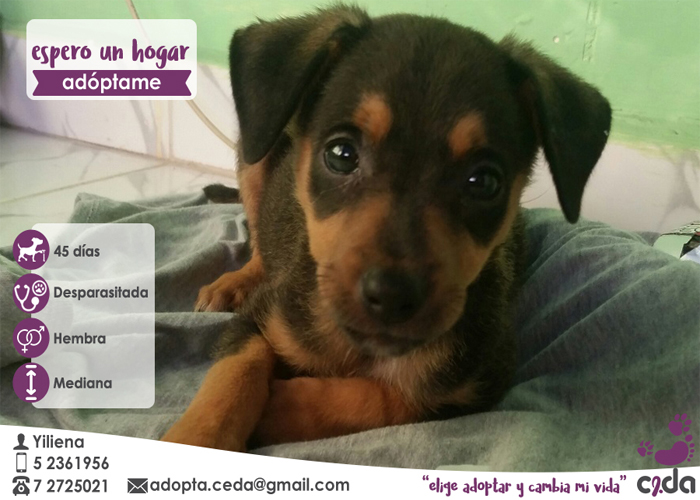 espero un hogar
adóptame
45 días
Desparasitada
Hembra
Mediana
Yiliena
5 2361956
7 2725021
adopta.ceda@gmail.com
“elige adoptar y cambia mi vida”
ceda